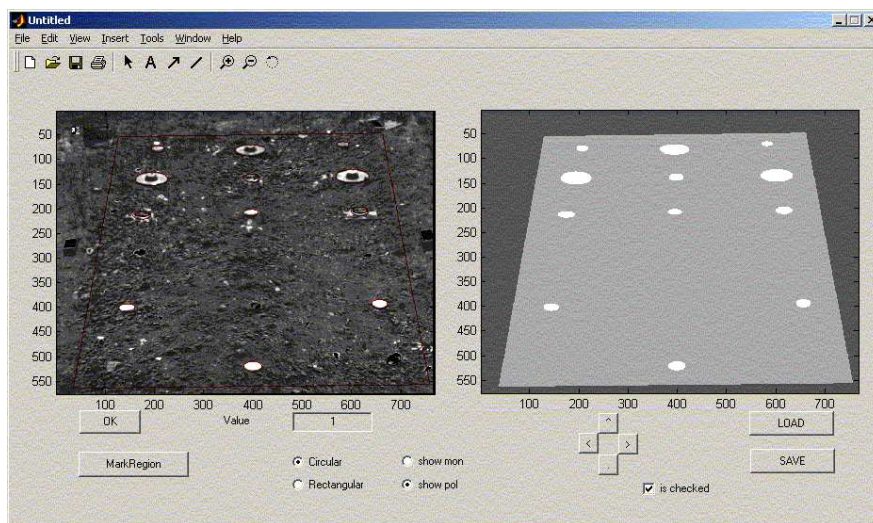 Untitled
File Edit View Insert Tools Window Help
A
50
100
150
200
250
300
350
400
450
500
550
100 200 300 400 500 600 700
50
100
150
200
250
300
350
400
450
500
550
100 200 300 400 500 600 700
OK
Value
1
MarkRegion
Circular
Rectangular
show mon
show pol
^
<
>
.
is checked
LOAD
SAVE